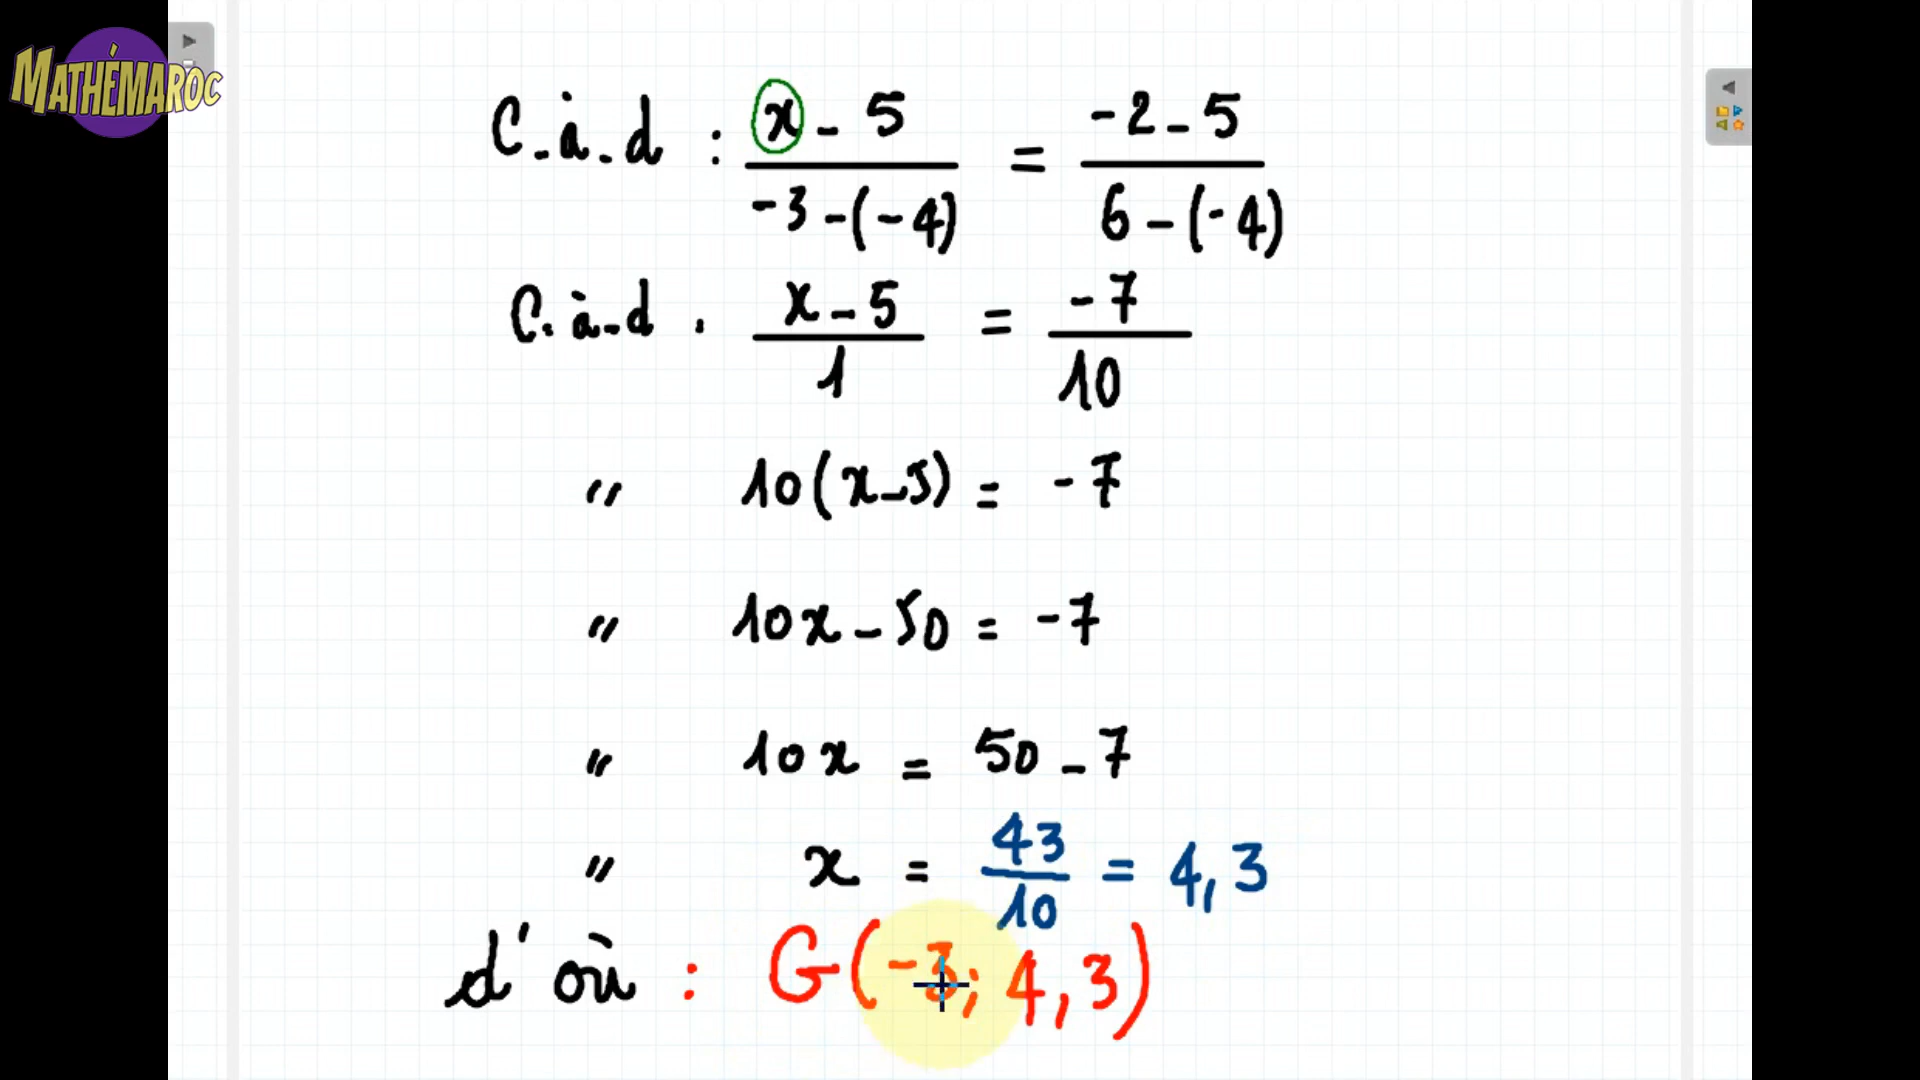 MATHÉMAROC
C-à-d : x - 5 / -3 - (-4) = -2 - 5 / 6 - (-4)
C.à-d . x - 5 / 1 = -7 / 10
" 10(x - 5) = -7
" 10x - 50 = -7
" 10x = 50 - 7
" x = 43 / 10 = 4,3
d'où : G(-3; 4,3)